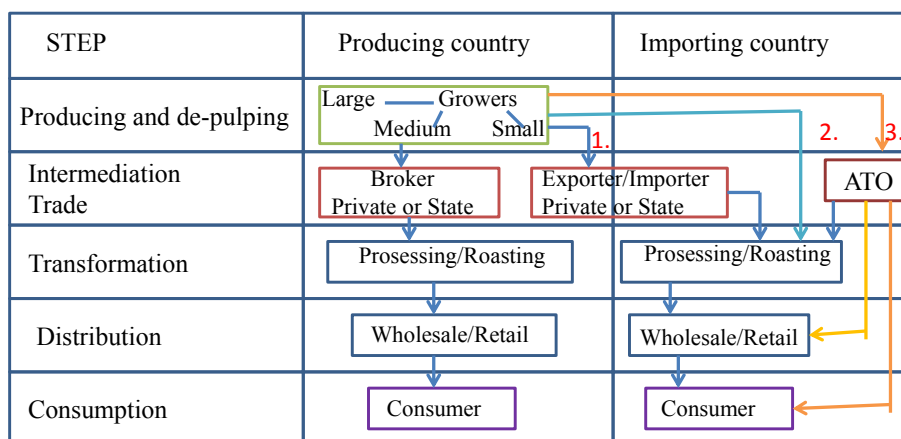 STEP
Producing country
Importing country
Producing and de-pulping
Large Growers
Medium Small
1.
2.
3.
Intermediation
Trade
Broker
Private or State
Exporter/Importer
Private or State
ATO
Transformation
Prosessing/Roasting
Prosessing/Roasting
Distribution
Wholesale/Retail
Wholesale/Retail
Consumption
Consumer
Consumer